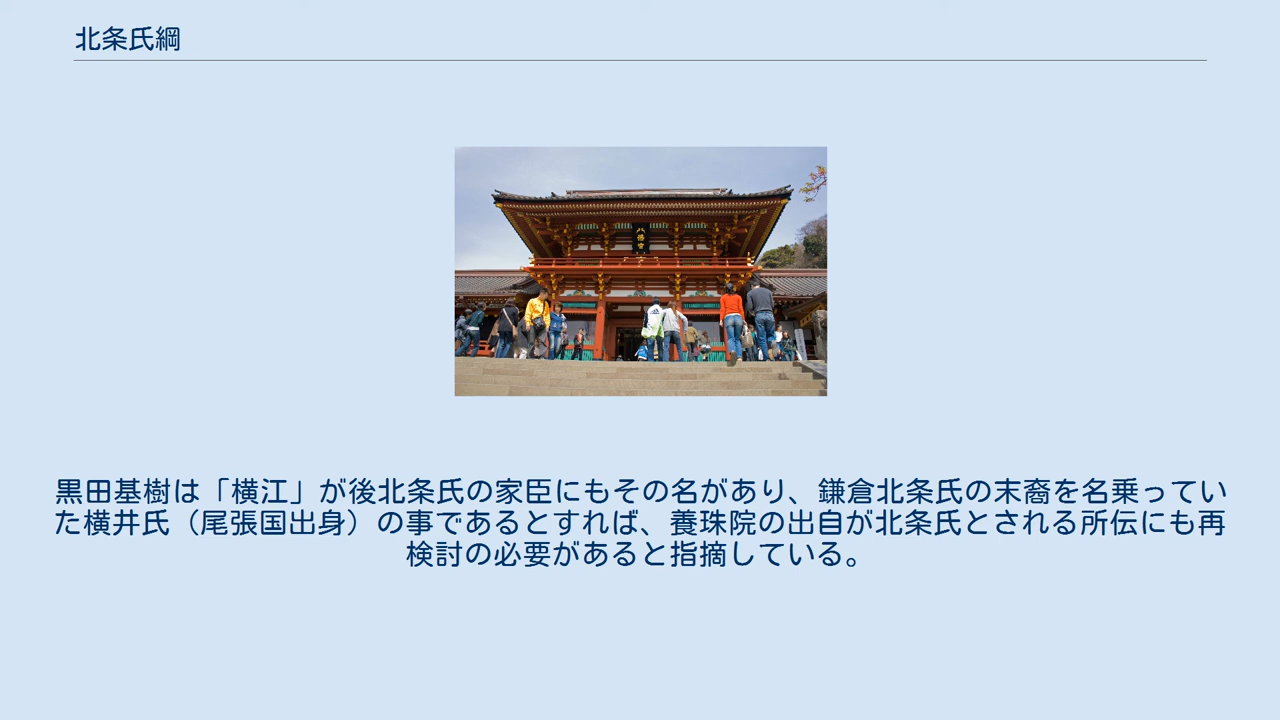 北条氏綱
八幡宮
黒田基樹は「横江」が後北条氏の家臣にもその名があり、鎌倉北条氏の末裔を名乗ってい
た横井氏（尾張国出身）の事であるとすれば、養珠院の出自が北条氏とされる所伝にも再
検討の必要があると指摘している。